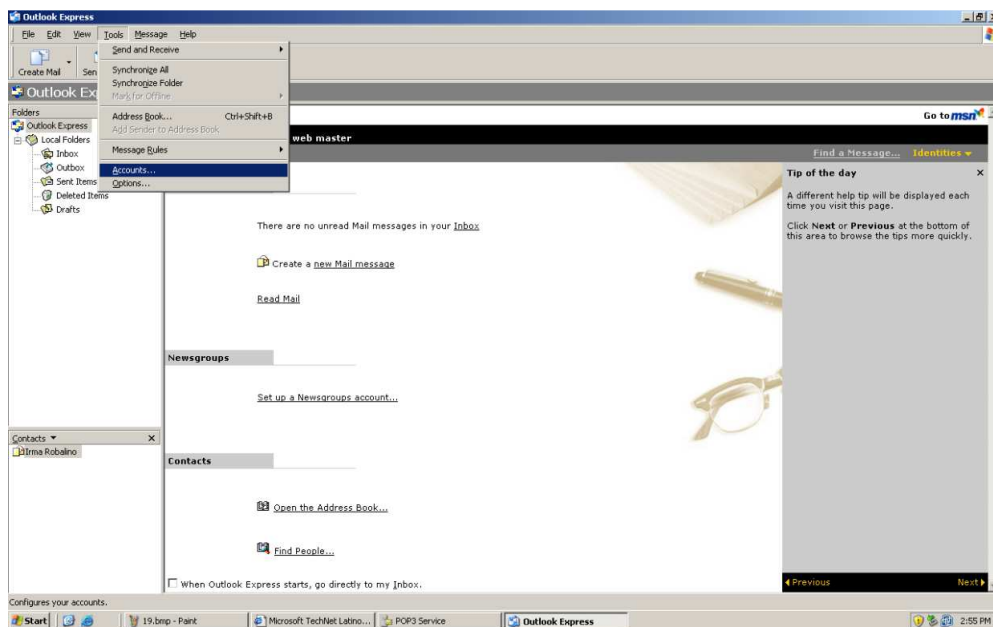 Outlook Express
File Edit View Tools Message Help
Create Mail
Send and Receive
Synchronize All
Synchronize Folder
Mark for Offline
Address Book... Ctrl+Shift+B
Add Sender to Address Book
Message Rules
Accounts...
Options...
Folders
Outlook Express
Local Folders
Inbox
Outbox
Sent Items
Deleted Items
Drafts
Contacts
Irma Robalino
Go to msn
web master
Find a Message... Identities
There are no unread Mail messages in your Inbox
Create a new Mail message
Read Mail
Newsgroups
Set up a Newsgroups account...
Contacts
Open the Address Book...
Find People...
When Outlook Express starts, go directly to my Inbox.
Tip of the day
A different help tip will be displayed each
time you visit this page.
Click Next or Previous at the bottom of
this area to browse the tips more quickly.
Previous Next
Configures your accounts.
Start 19.bmp - Paint Microsoft TechNet Latino... POP3 Service Outlook Express 2:55 PM